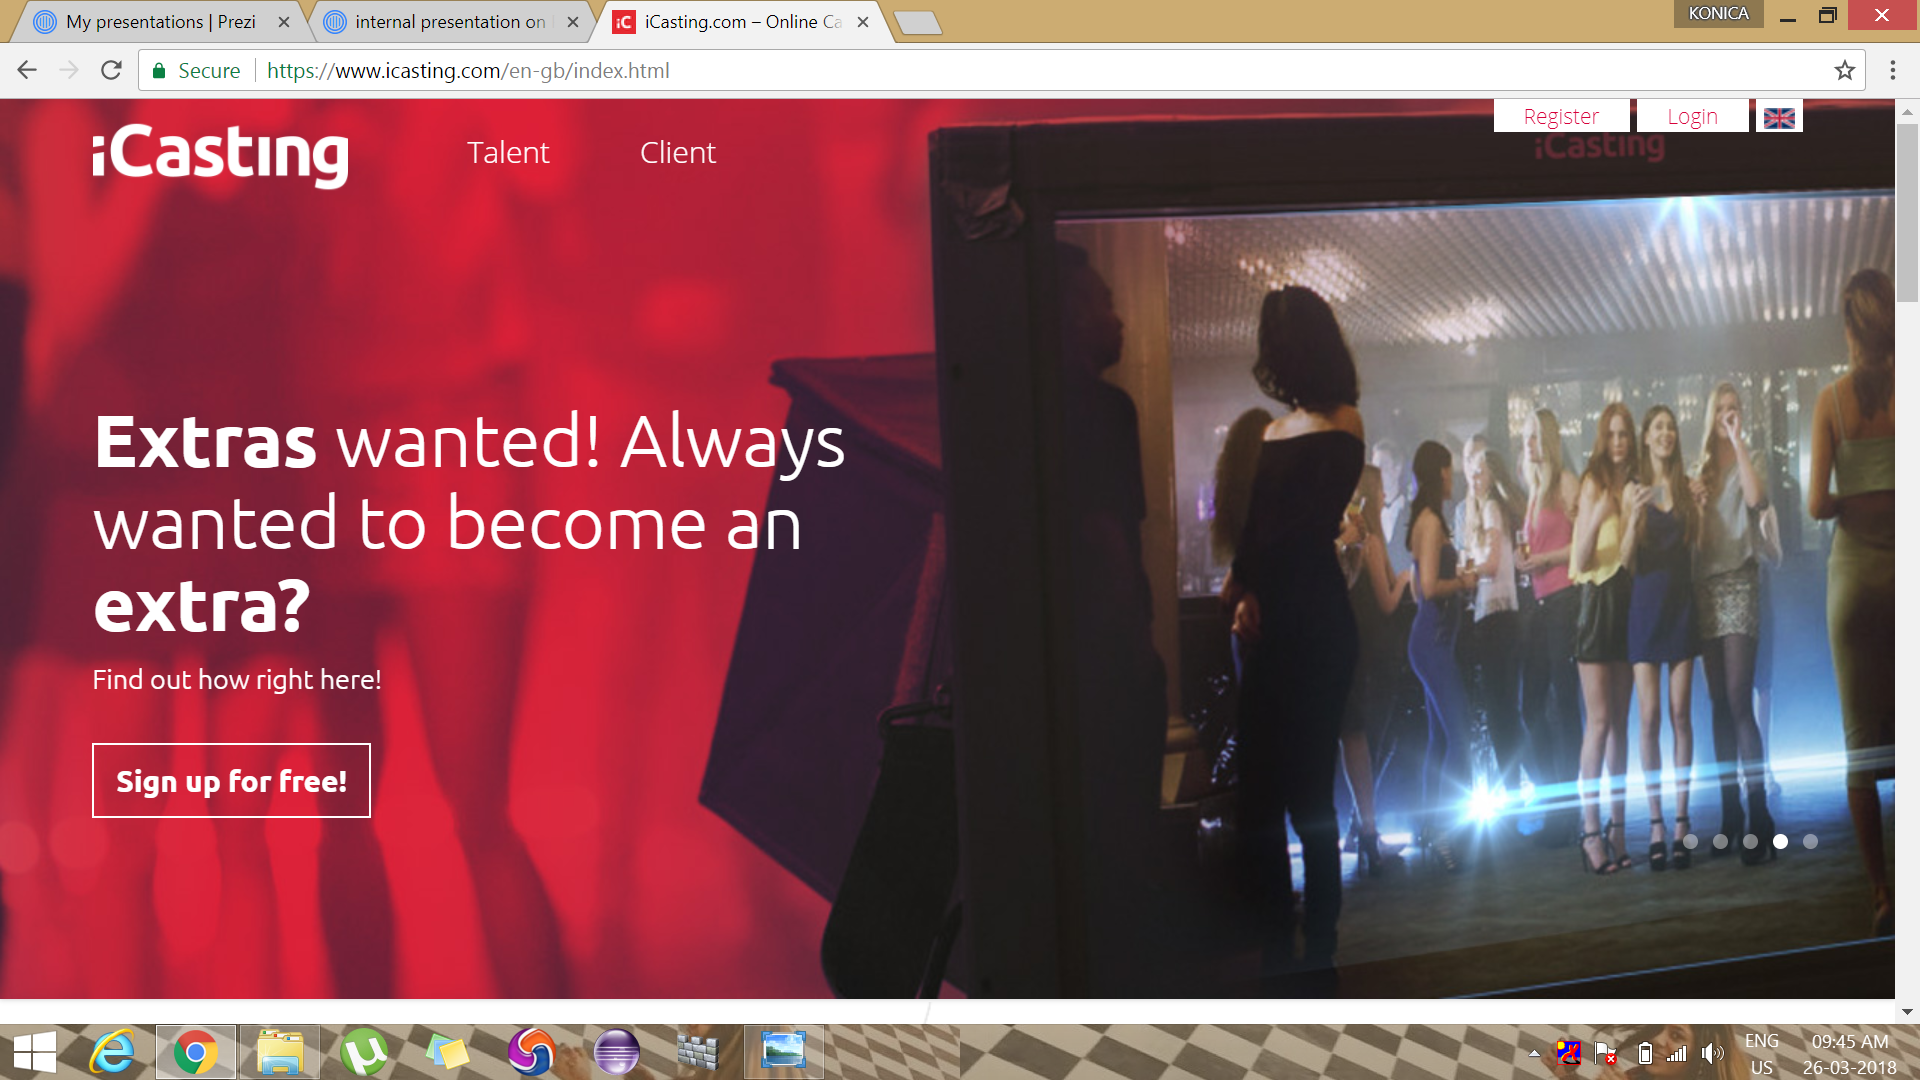 My presentations | Prezi
internal presentation on
iCasting.com – Online Ca
KONICA
Secure
https://www.icasting.com/en-gb/index.html
Register
Login
iCasting
Talent
Client
iCasting
Extras wanted! Always
wanted to become an
extra?
Find out how right here!
Sign up for free!
ENG
US
09:45 AM
26-03-2018